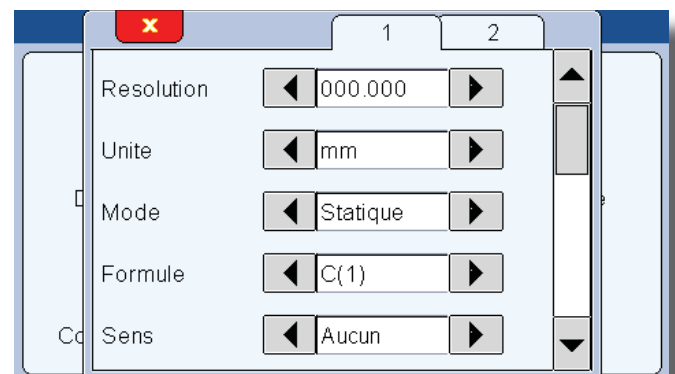 x
1 2
Resolution 000.000
Unite mm
Mode Statique
Formule C(1)
Sens Aucun